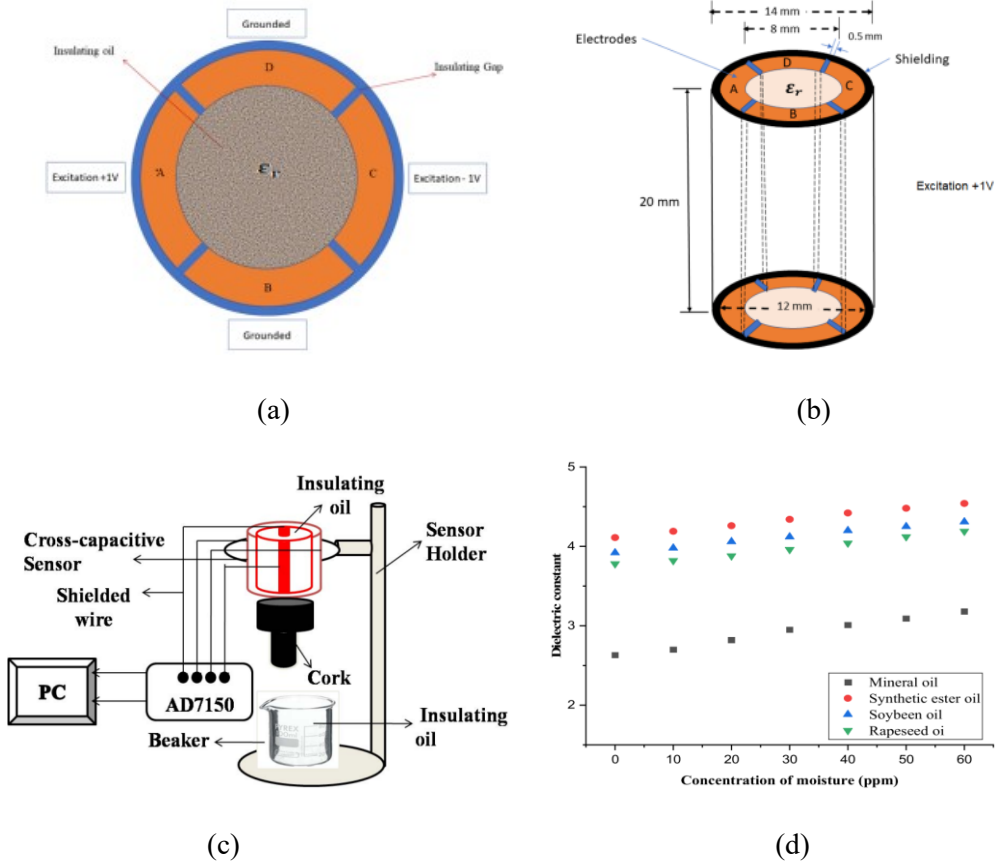 Grounded
Insulating oil
Insulating Gap
D
εr
'A
C
Excitation +1V
Excitation - 1V
B
Grounded
(a)
14 mm
8 mm
0.5 mm
Electrodes
Shielding
D
A
εr
C
B
20 mm
Excitation +1V
12 mm
(b)
Insulating
oil
Cross-capacitive
Sensor
Sensor
Holder
Shielded
wire
Cork
PC
AD7150
Insulating
oil
Beaker
(c)
5
4
3
2
Dielectric constant
Mineral oil
Synthetic ester oil
Soybeen oil
Rapeseed oi
0 10 20 30 40 50 60
Concentration of moisture (ppm)
(d)